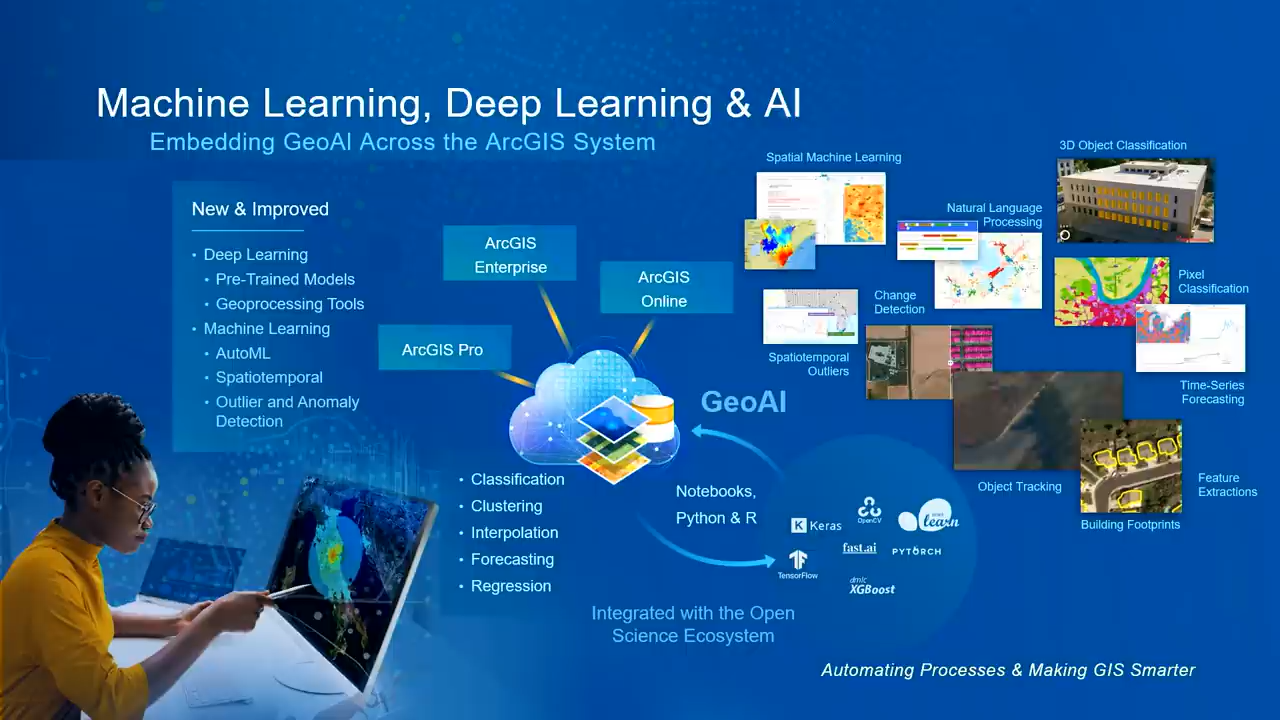 Machine Learning, Deep Learning & AI
Embedding GeoAI Across the ArcGIS System
New & Improved
• Deep Learning
• Pre-Trained Models
• Geoprocessing Tools
• Machine Learning
• AutoML
• Spatiotemporal
• Outlier and Anomaly
Detection
ArcGIS
Enterprise
ArcGIS
Online
ArcGIS Pro
GeoAI
• Classification
• Clustering
• Interpolation
• Forecasting
• Regression
Notebooks,
Python & R
Integrated with the Open
Science Ecosystem
K Keras
OpenCV
learn
TensorFlow
fast.ai
PYTORCH
dmlc
XGBoost
Spatial Machine Learning
3D Object Classification
Natural Language
Processing
Pixel
Classification
Change
Detection
Spatiotemporal
Outliers
Time-Series
Forecasting
Object Tracking
Feature
Extractions
Building Footprints
Automating Processes & Making GIS Smarter